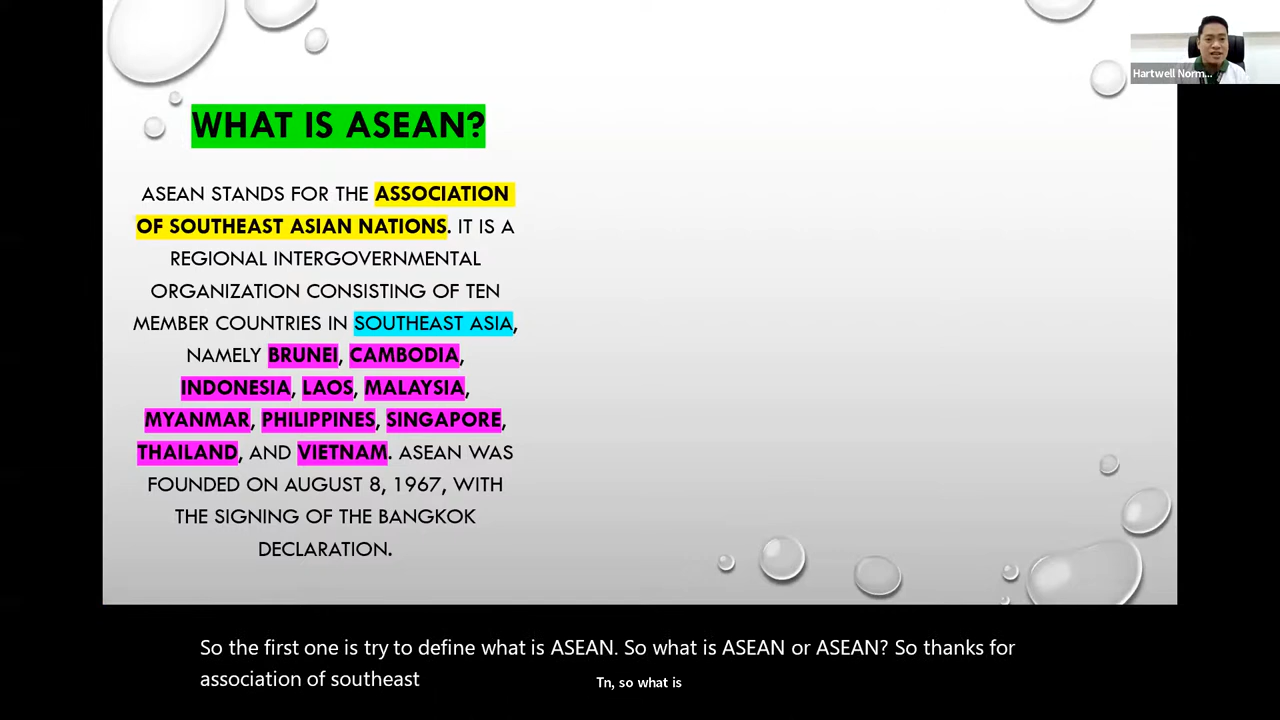 Hartwell Norm...
WHAT IS ASEAN?
ASEAN STANDS FOR THE ASSOCIATION
OF SOUTHEAST ASIAN NATIONS. IT IS A
REGIONAL INTERGOVERNMENTAL
ORGANIZATION CONSISTING OF TEN
MEMBER COUNTRIES IN SOUTHEAST ASIA,
NAMELY BRUNEI, CAMBODIA,
INDONESIA, LAOS, MALAYSIA,
MYANMAR, PHILIPPINES, SINGAPORE,
THAILAND, AND VIETNAM. ASEAN WAS
FOUNDED ON AUGUST 8, 1967, WITH
THE SIGNING OF THE BANGKOK
DECLARATION.
So the first one is try to define what is ASEAN. So what is ASEAN or ASEAN? So thanks for
association of southeast
Tn, so what is